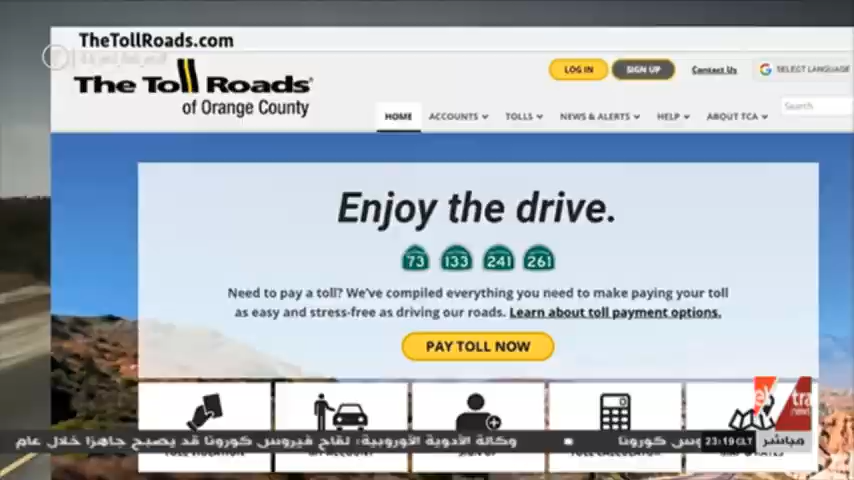 TheTollRoads.com
The Toll Roads®
of Orange County
LOG IN
SIGN UP
Contact Us
SELECT LANGUAGE
Search
HOME
ACCOUNTS
TOLLS
NEWS & ALERTS
HELP
ABOUT TCA
Enjoy the drive.
73 133 241 261
Need to pay a toll? We've compiled everything you need to make paying your toll
as easy and stress-free as driving our roads. Learn about toll payment options.
PAY TOLL NOW
extra
news
وكالة الأدوية الأوروبية: لقاح فيروس كورونا قد يصبح جاهزا خلال عام
كورونا
23:19 CLT
مباشر